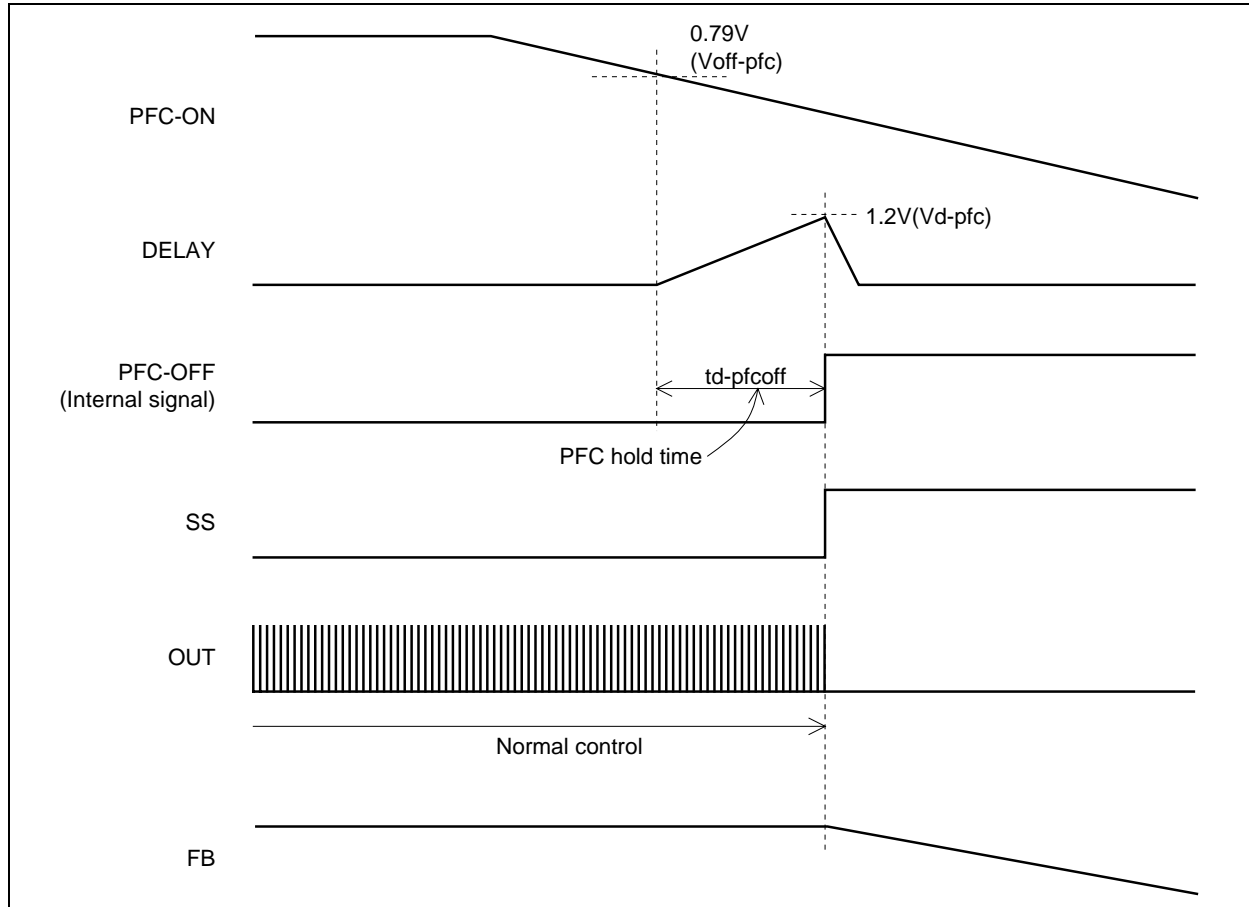 0.79V
(Voff-pfc)
PFC-ON
1.2V(Vd-pfc)
DELAY
PFC-OFF
(Internal signal)
td-pfcoff
PFC hold time
SS
OUT
Normal control
FB